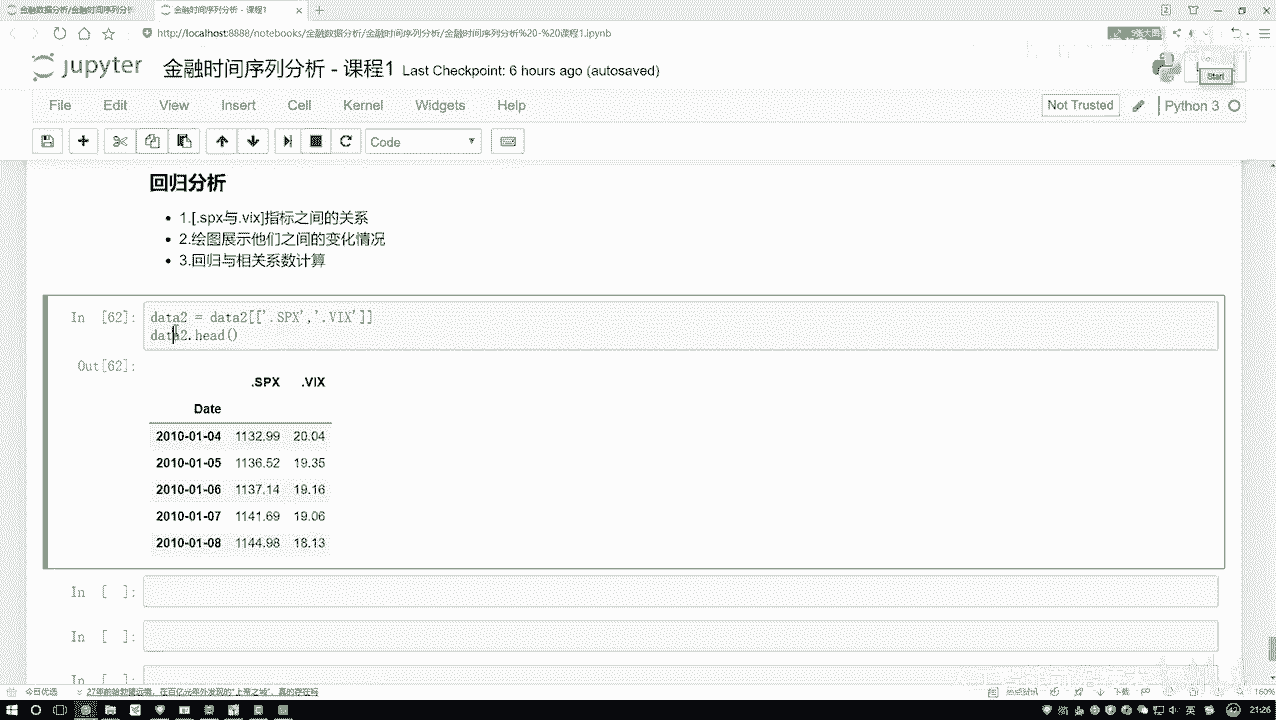 金融数据分析/金融时间序列分
金融时间序列分析 - 课程1
http://localhost:8888/notebooks/金融数据分析/金融时间序列分析/金融时间序列分析%20-%20课程1.ipynb
jupyter 金融时间序列分析 - 课程1 Last Checkpoint: 6 hours ago (autosaved)
Start
File Edit View Insert Cell Kernel Widgets Help
Not Trusted
Python 3
Code
回归分析
1.[.spx与.vix]指标之间的关系
2.绘图展示他们之间的变化情况
3.回归与相关系数计算
In [62]: data2 = data2[['.SPX','.VIX']]
data2.head()
Out[62]:
.SPX .VIX
Date
2010-01-04 1132.99 20.04
2010-01-05 1136.52 19.35
2010-01-06 1137.14 19.16
2010-01-07 1141.69 19.06
2010-01-08 1144.98 18.13
In [ ]:
In [ ]:
In [ ]:
今日优选
下载
160%
英
21:26